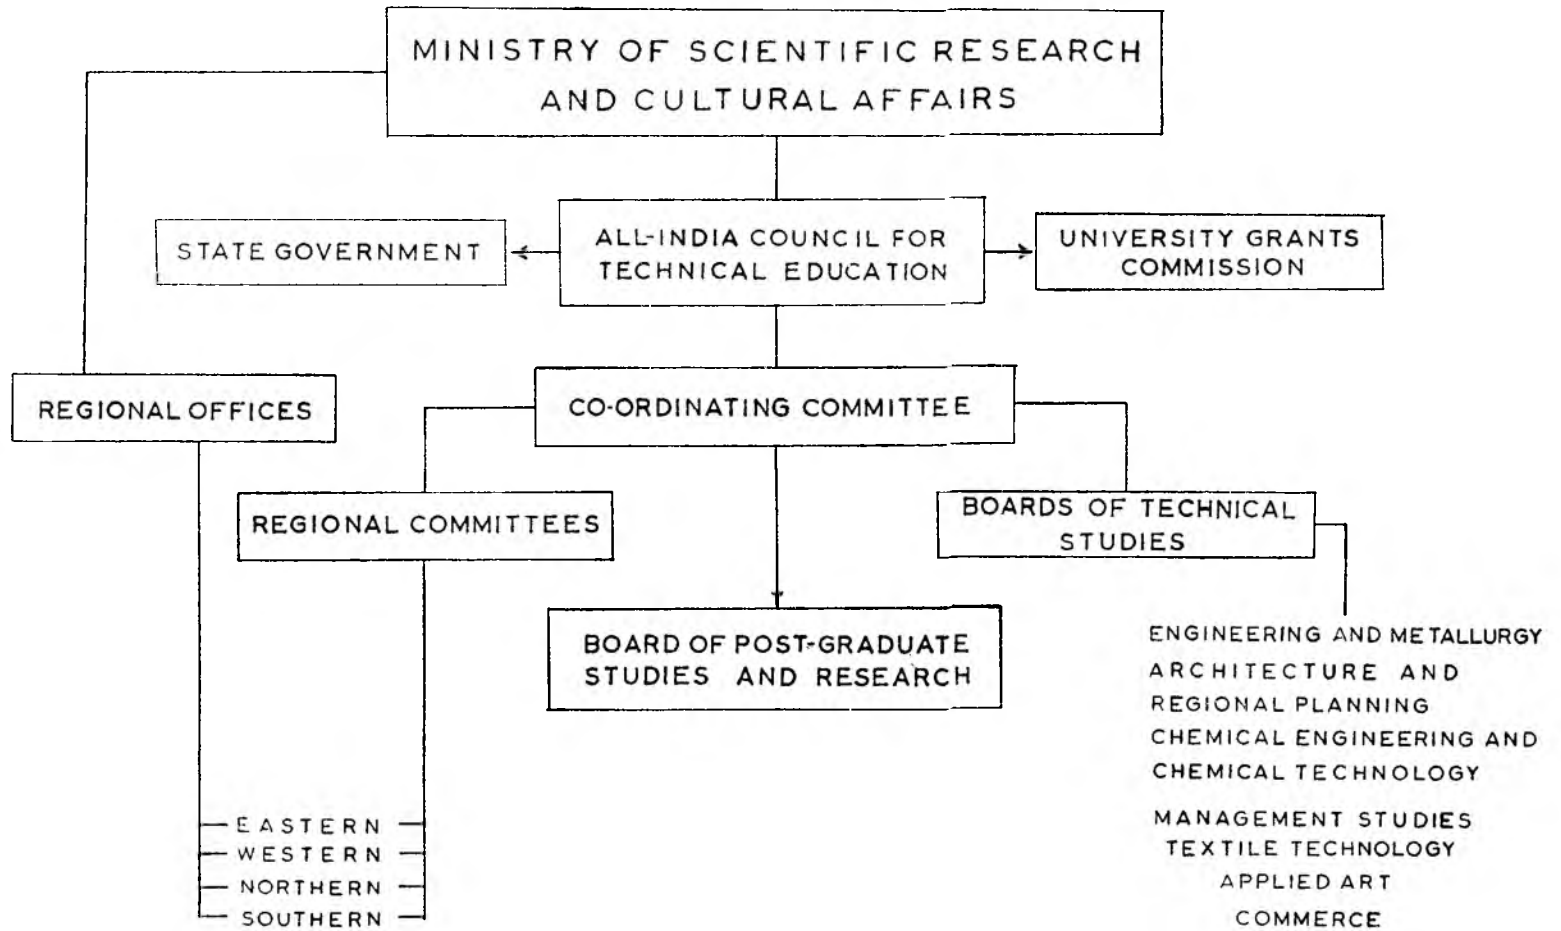 MINISTRY OF SCIENTIFIC RESEARCH
AND CULTURAL AFFAIRS
STATE GOVERNMENT
ALL-INDIA COUNCIL FOR
TECHNICAL EDUCATION
UNIVERSITY GRANTS
COMMISSION
REGIONAL OFFICES
CO-ORDINATING COMMITTEE
REGIONAL COMMITTEES
BOARDS OF TECHNICAL
STUDIES
BOARD OF POST-GRADUATE
STUDIES AND RESEARCH
ENGINEERING AND METALLURGY
ARCHITECTURE AND
REGIONAL PLANNING
CHEMICAL ENGINEERING AND
CHEMICAL TECHNOLOGY
MANAGEMENT STUDIES
TEXTILE TECHNOLOGY
APPLIED ART
COMMERCE
EASTERN
WESTERN
NORTHERN
SOUTHERN